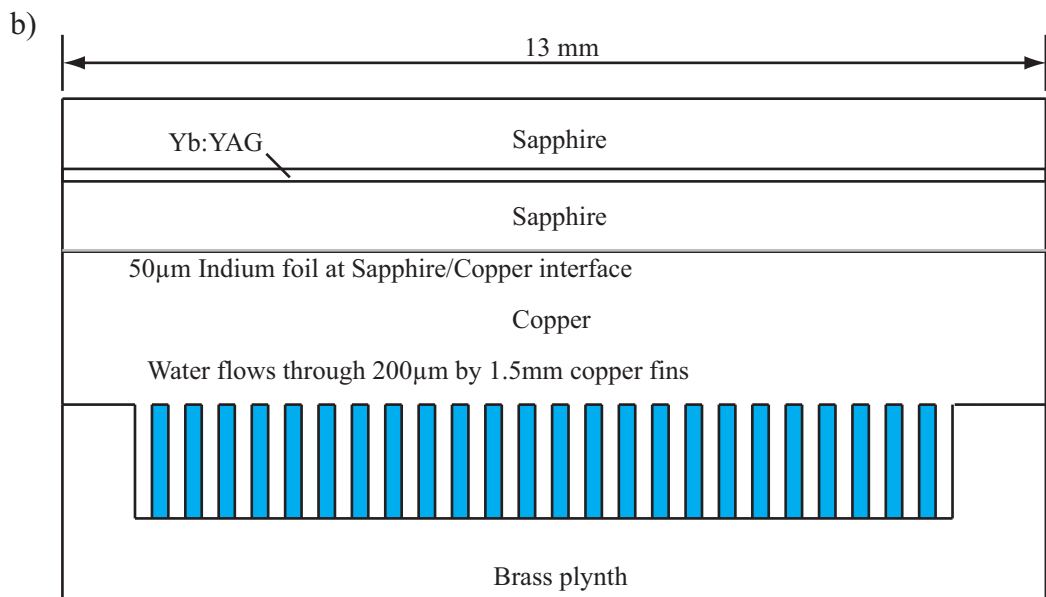 b)
13 mm
Sapphire
Yb:YAG
Sapphire
50µm Indium foil at Sapphire/Copper interface
Copper
Water flows through 200µm by 1.5mm copper fins
Brass plynth